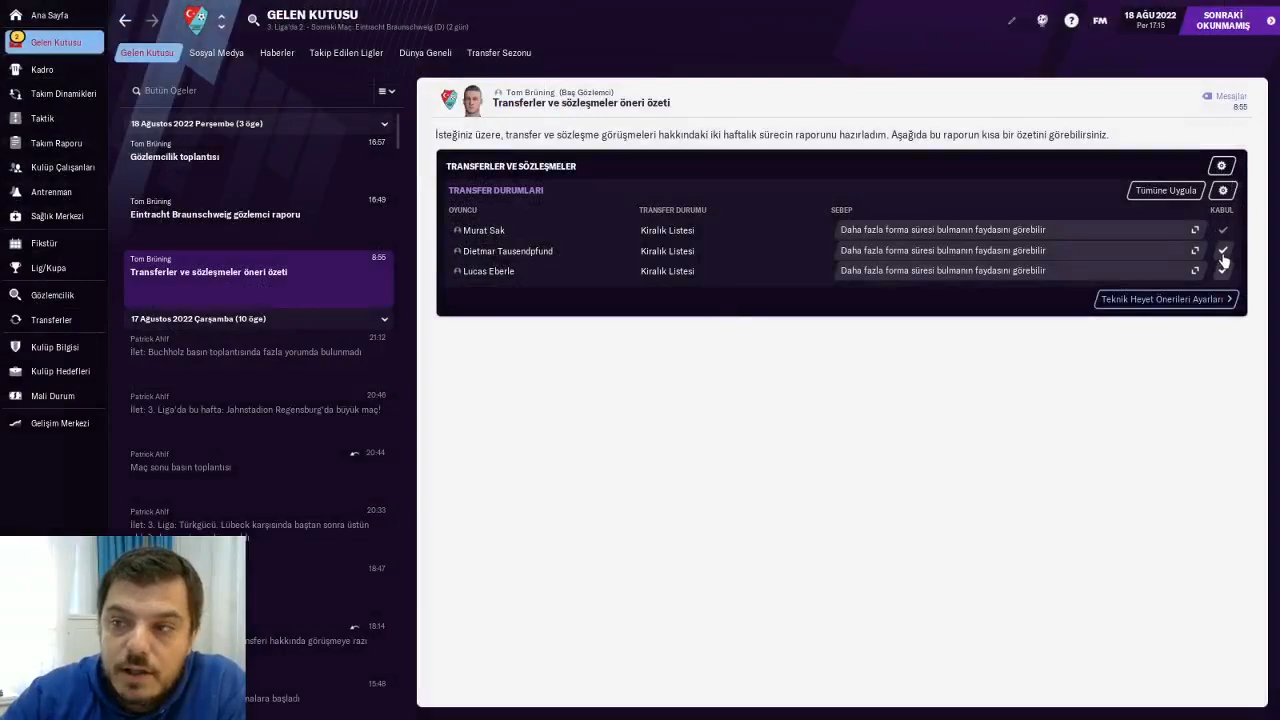 Ana Sayfa
2
Gelen Kutusu
Kadro
Takım Dinamikleri
Taktik
Takım Raporu
Kulüp Çalışanları
Antrenman
Sağlık Merkezi
Fikstür
Lig/Kupa
Gözlemcilik
Transferler
Kulüp Bilgisi
Kulüp Hedefleri
Mali Durum
Gelişim Merkezi
GELEN KUTUSU
3. Liga'da 2. - Sonraki Maç: Eintracht Braunschweig (D) (2 gün)
FM
18 AĞU 2022
Per 17:15
SONRAKİ
OKUNMAMIŞ
Gelen Kutusu
Sosyal Medya
Haberler
Takip Edilen Ligler
Dünya Geneli
Transfer Sezonu
Bütün Ögeler
18 Ağustos 2022 Perşembe (3 öge)
Tom Brüning 16:57
Gözlemcilik toplantısı
Tom Brüning 16:49
Eintracht Braunschweig gözlemci raporu
Tom Brüning 8:55
Transferler ve sözleşmeler öneri özeti
17 Ağustos 2022 Çarşamba (10 öge)
Patrick Ahlf 21:12
İlet: Buchholz basın toplantısında fazla yorumda bulunmadı
Patrick Ahlf 20:46
İlet: 3. Liga'da bu hafta: Jahnstadion Regensburg'da büyük maç!
Patrick Ahlf 20:44
Maç sonu basın toplantısı
Patrick Ahlf 20:33
İlet: 3. Liga: Türkgücü, Lübeck karşısında baştan sonra üstün
18:47
18:14
hakkında görüşmeye razı
15:48
başladı
Tom Brüning (Baş Gözlemci)
Transferler ve sözleşmeler öneri özeti
Mesajlar
8:55
İsteğiniz üzere, transfer ve sözleşme görüşmeleri hakkındaki iki haftalık sürecin raporunu hazırladım. Aşağıda bu raporun kısa bir özetini görebilirsiniz.
TRANSFERLER VE SÖZLEŞMELER
TRANSFER DURUMLARI
Tümüne Uygula
OYUNCU TRANSFER DURUMU SEBEP KABUL
Murat Sak Kiralık Listesi Daha fazla forma süresi bulmanın faydasını görebilir
Dietmar Tausendpfund Kiralık Listesi Daha fazla forma süresi bulmanın faydasını görebilir
Lucas Eberle Kiralık Listesi Daha fazla forma süresi bulmanın faydasını görebilir
Teknik Heyet Önerileri Ayarları